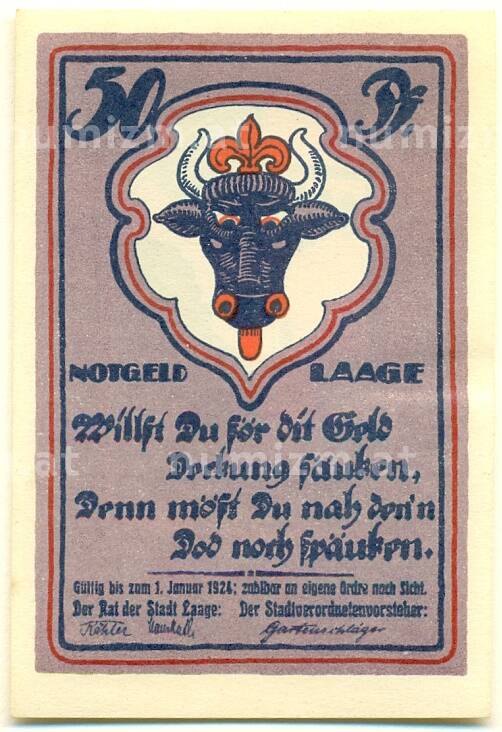 50 Pf
NOTGELD LAAGE
Willst Du för dit Geld
Deckung säuken,
Denn möst Du nah den'n
Dod noch späuken.
Gültig bis zum 1. Januar 1924; zahlbar an eigene Ordre nach Sicht.
Der Rat der Stadt Laage: Der Stadtverordnetenvorsteher:
Gartenschläger
numizmat